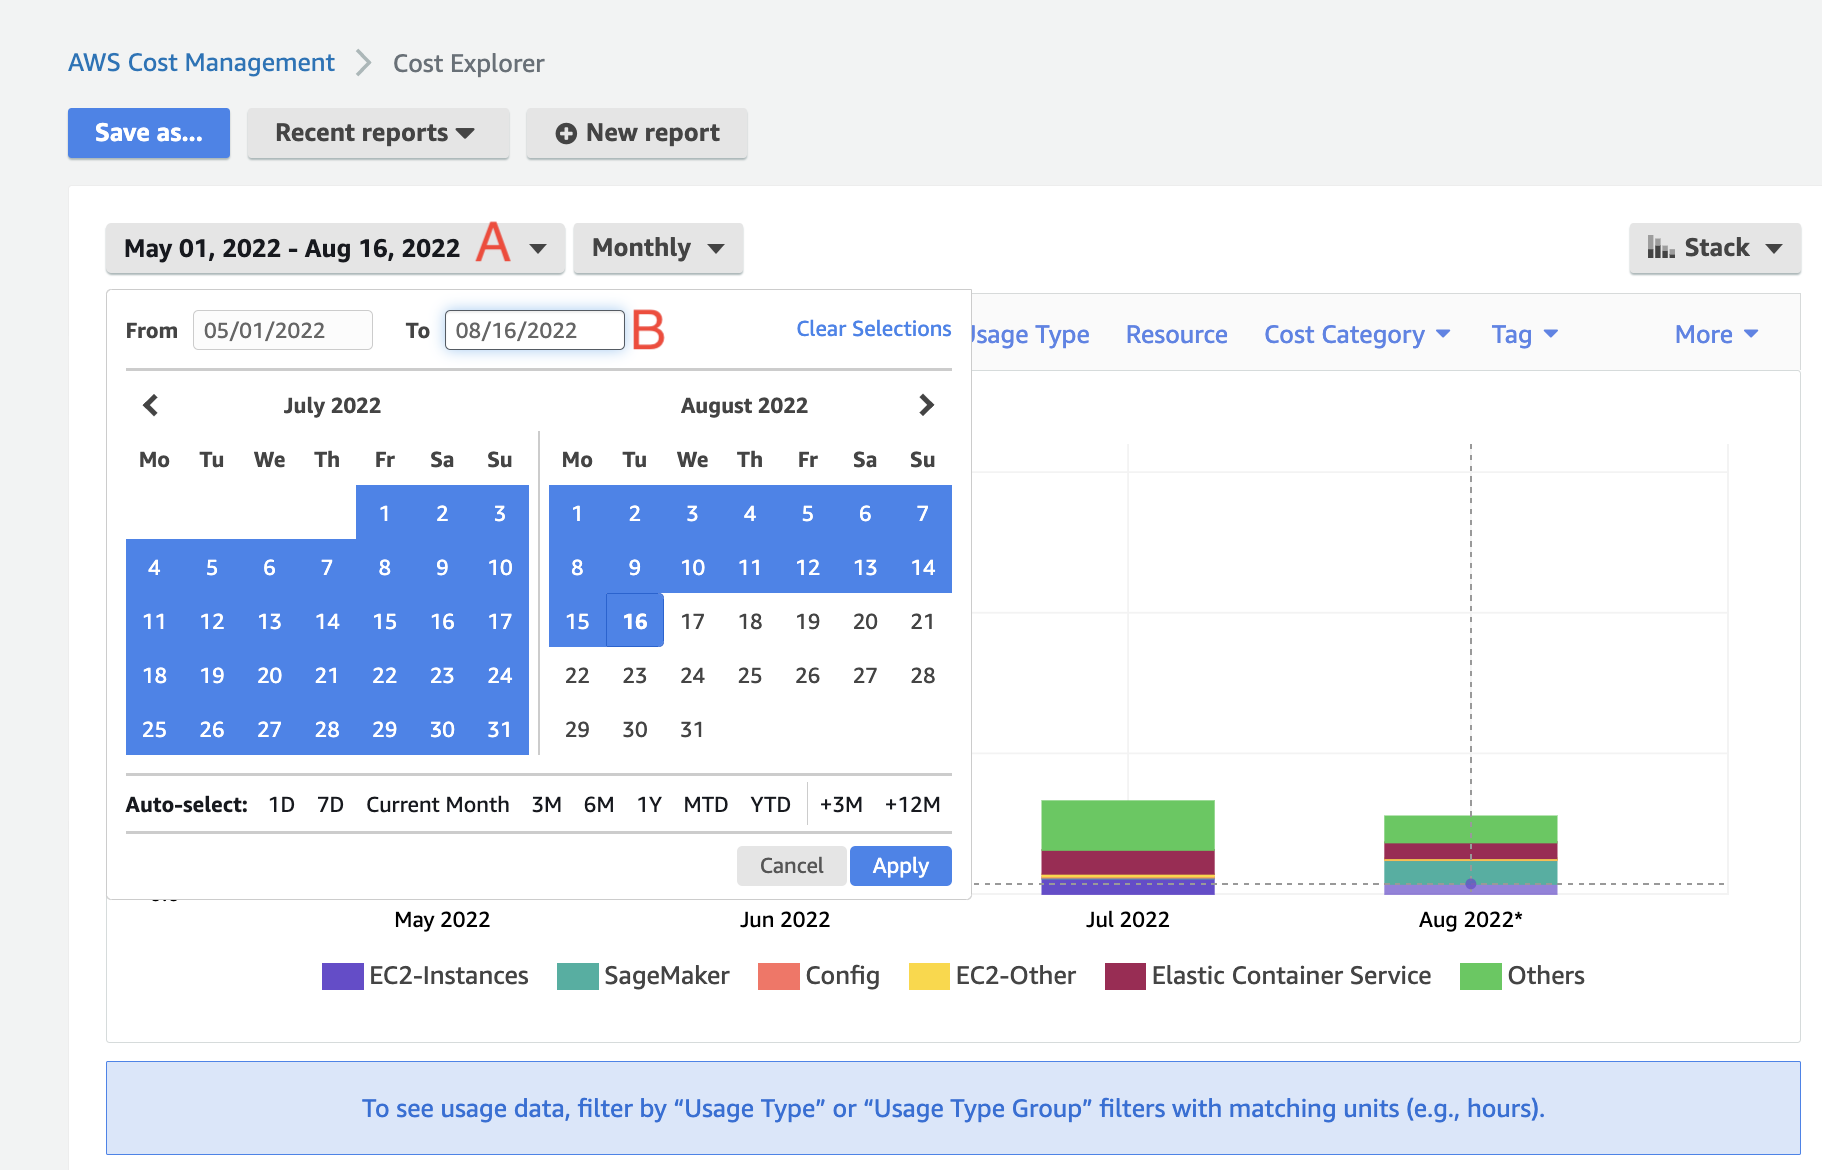 AWS Cost Management > Cost Explorer
Save as... Recent reports New report
May 01, 2022 - Aug 16, 2022 A Monthly Stack
From 05/01/2022 To 08/16/2022 B Clear Selections
Usage Type Resource Cost Category Tag More
July 2022
Mo Tu We Th Fr Sa Su
1 2 3
4 5 6 7 8 9 10
11 12 13 14 15 16 17
18 19 20 21 22 23 24
25 26 27 28 29 30 31
August 2022
Mo Tu We Th Fr Sa Su
1 2 3 4 5 6 7
8 9 10 11 12 13 14
15 16 17 18 19 20 21
22 23 24 25 26 27 28
29 30 31
Auto-select: 1D 7D Current Month 3M 6M 1Y MTD YTD +3M +12M
Cancel Apply
May 2022 Jun 2022 Jul 2022 Aug 2022*
EC2-Instances SageMaker Config EC2-Other Elastic Container Service Others
To see usage data, filter by “Usage Type” or “Usage Type Group” filters with matching units (e.g., hours).